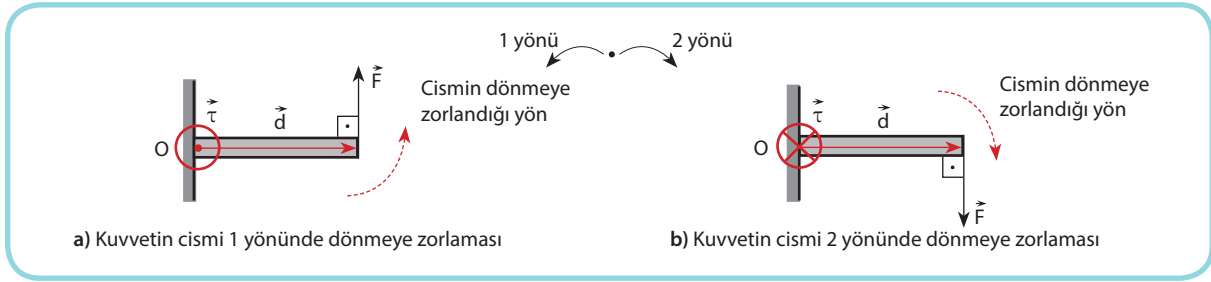 1 yönü
2 yönü
F
Cismin dönmeye
zorlandığı yön
τ
d
O
a) Kuvvetin cismi 1 yönünde dönmeye zorlaması
Cismin dönmeye
zorlandığı yön
τ
d
O
F
b) Kuvvetin cismi 2 yönünde dönmeye zorlaması